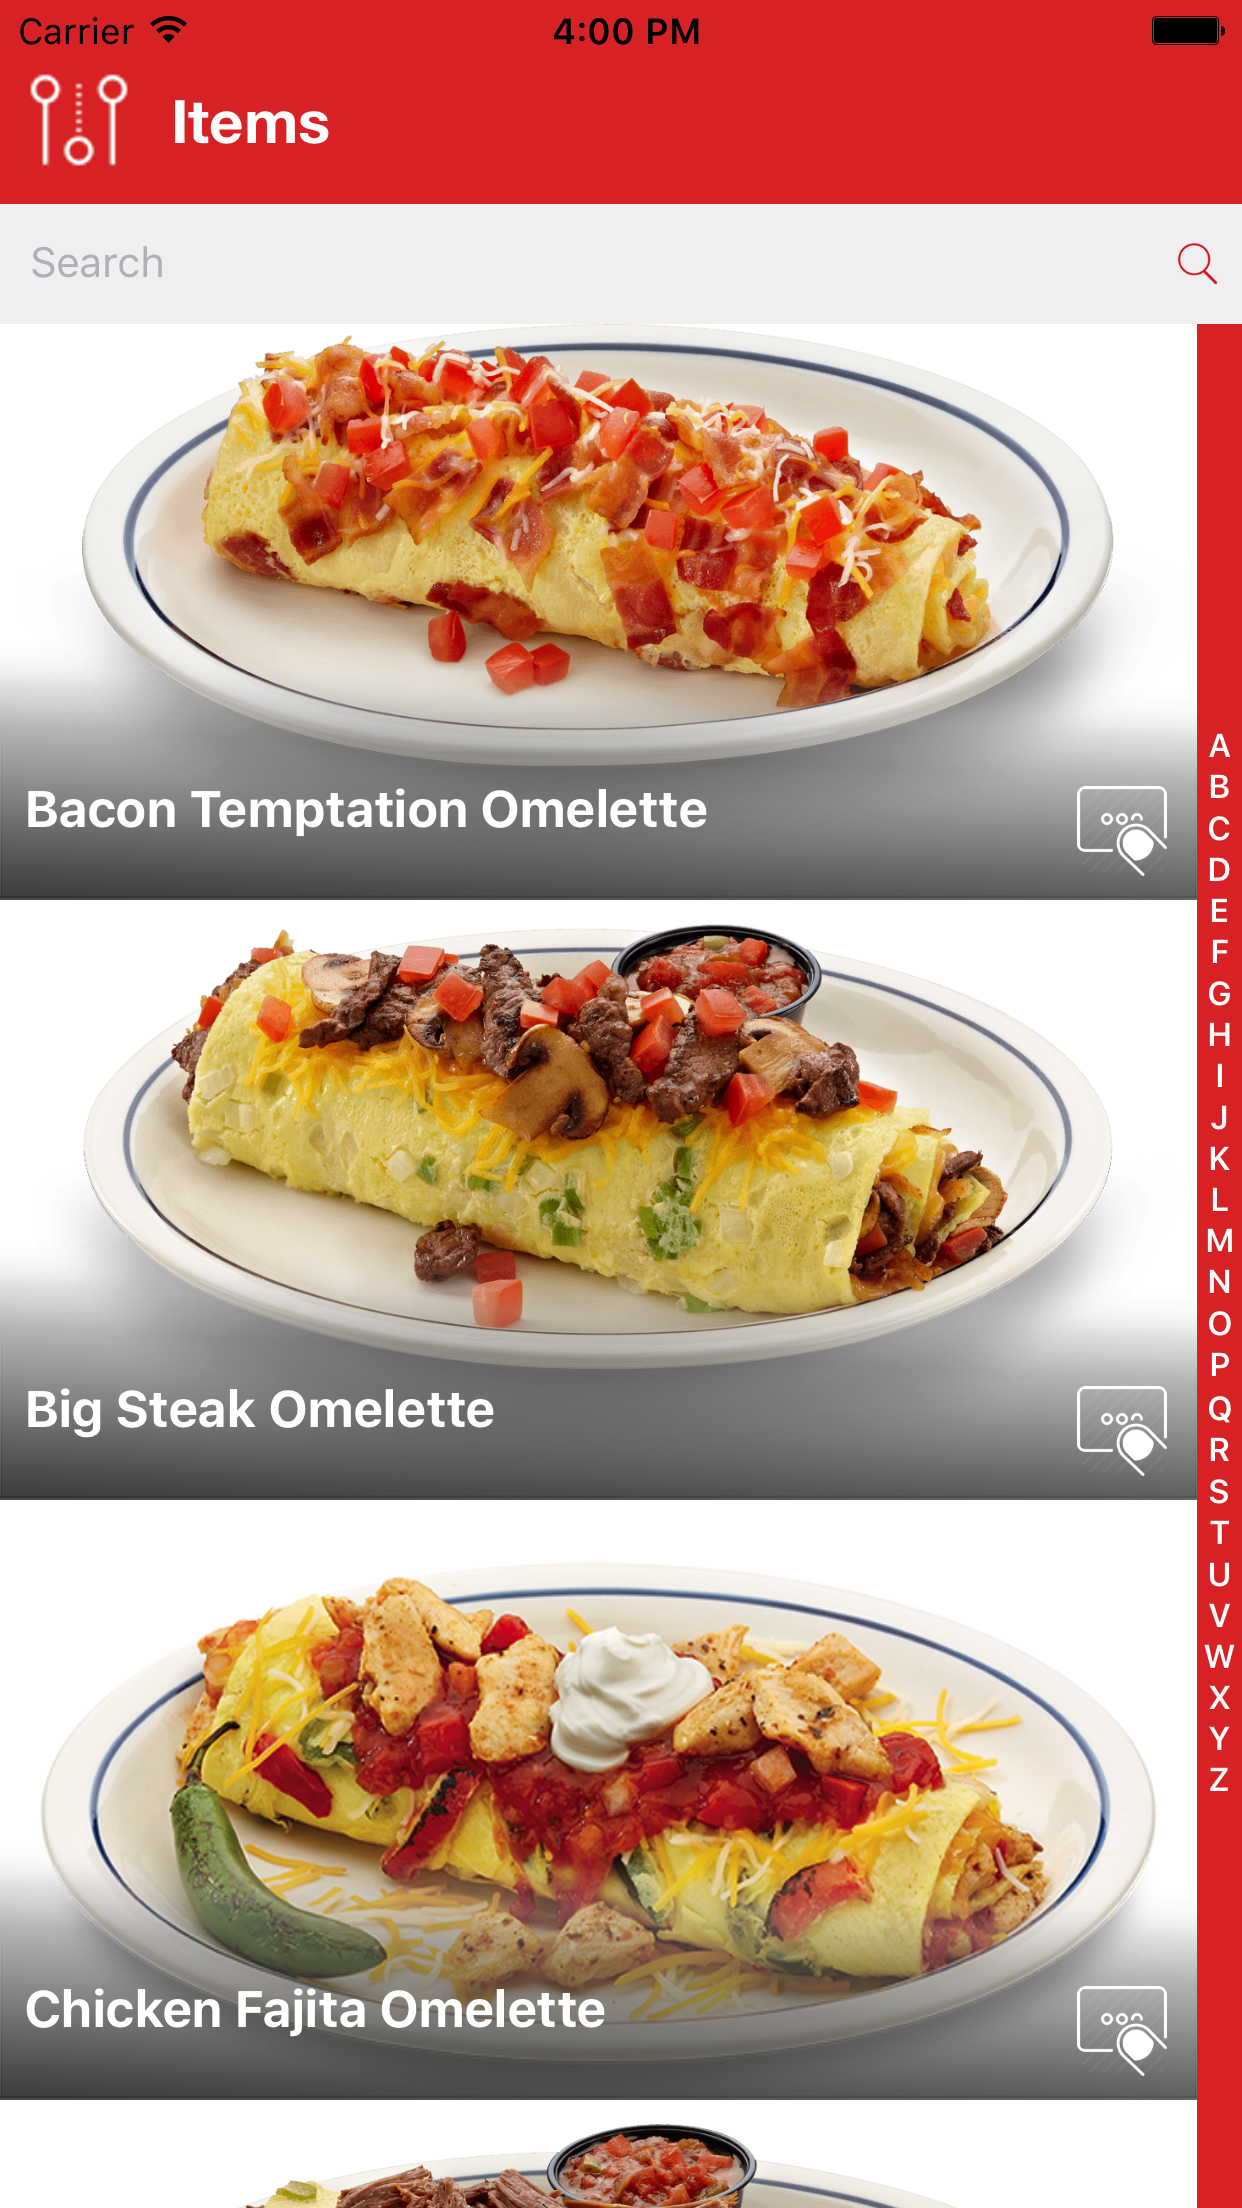 Carrier 4:00 PM
Items
Search
Bacon Temptation Omelette
Big Steak Omelette
Chicken Fajita Omelette
A
B
C
D
E
F
G
H
I
J
K
L
M
N
O
P
Q
R
S
T
U
V
W
X
Y
Z